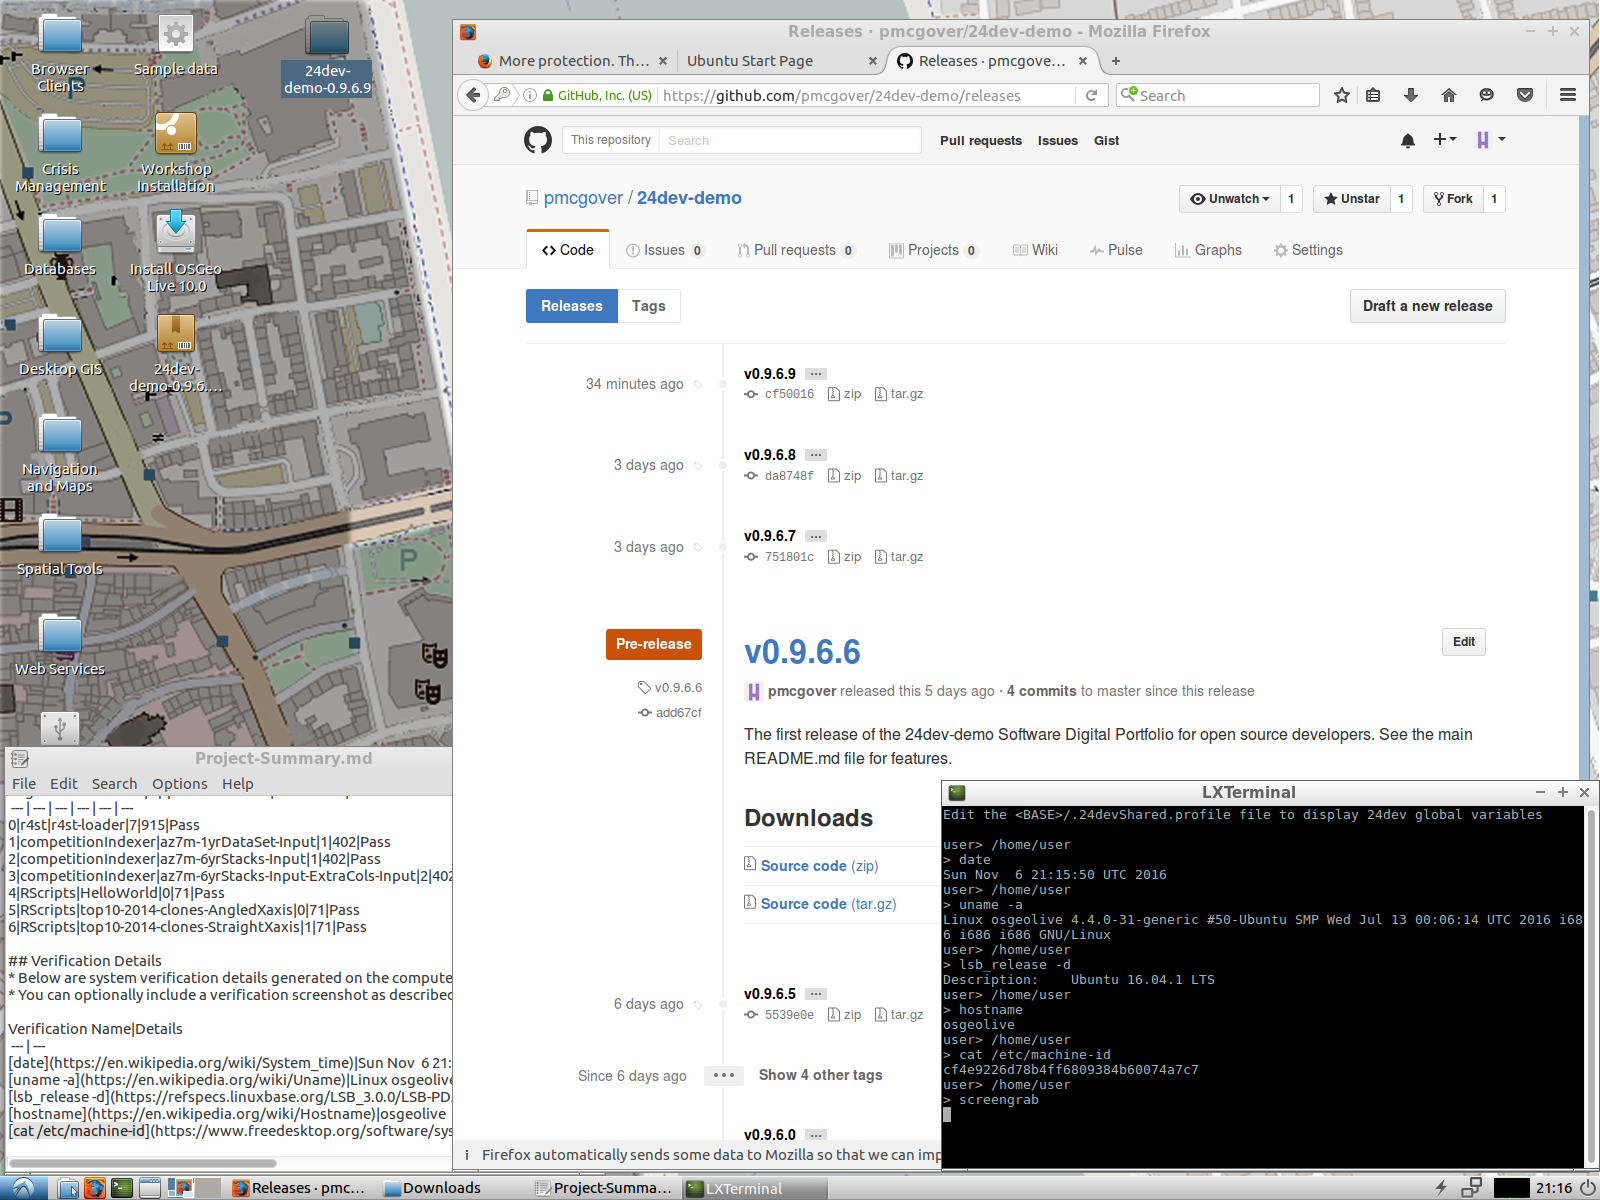 Browser
Clients
Sample data
24dev-
demo-0.9.6.9
Crisis
Management
Workshop
Installation
Databases
Install OSGeo
Live 10.0
Desktop GIS
24dev-
demo-0.9.6....
Navigation
and Maps
Spatial Tools
Web Services
P
Releases · pmcgover/24dev-demo - Mozilla Firefox
More protection. Th...
Ubuntu Start Page
Releases · pmcgove...
GitHub, Inc. (US)
https://github.com/pmcgover/24dev-demo/releases
Search
This repository
Search
Pull requests
Issues
Gist
pmcgover / 24dev-demo
Unwatch 1
Unstar 1
Fork 1
Code
Issues 0
Pull requests 0
Projects 0
Wiki
Pulse
Graphs
Settings
Releases
Tags
Draft a new release
34 minutes ago
v0.9.6.9 ...
cf50016 zip tar.gz
3 days ago
v0.9.6.8 ...
da8748f zip tar.gz
3 days ago
v0.9.6.7 ...
751801c zip tar.gz
Pre-release
v0.9.6.6
add67cf
v0.9.6.6
Edit
pmcgover released this 5 days ago · 4 commits to master since this release
The first release of the 24dev-demo Software Digital Portfolio for open source developers. See the main
README.md file for features.
Downloads
Source code (zip)
Source code (tar.gz)
6 days ago
v0.9.6.5 ...
5539e0e zip tar.gz
Since 6 days ago
... Show 4 other tags
v0.9.6.0 ...
Firefox automatically sends some data to Mozilla so that we can imp
Project-Summary.md
File Edit Search Options Help
---|---|---|---|---|---
0|r4st|r4st-loader|7|915|Pass
1|competitionIndexer|az7m-1yrDataSet-Input|1|402|Pass
2|competitionIndexer|az7m-6yrStacks-Input|1|402|Pass
3|competitionIndexer|az7m-6yrStacks-Input-ExtraCols-Input|2|402
4|RScripts|HelloWorld|0|71|Pass
5|RScripts|top10-2014-clones-AngledXaxis|0|71|Pass
6|RScripts|top10-2014-clones-StraightXaxis|1|71|Pass
## Verification Details
* Below are system verification details generated on the compute
* You can optionally include a verification screenshot as described
Verification Name|Details
---|---
[date](https://en.wikipedia.org/wiki/System_time)|Sun Nov  6 21:
[uname -a](https://en.wikipedia.org/wiki/Uname)|Linux osgeolive
[lsb_release -d](https://refspecs.linuxbase.org/LSB_3.0.0/LSB-PD
[hostname](https://en.wikipedia.org/wiki/Hostname)|osgeolive
[cat /etc/machine-id](https://www.freedesktop.org/software/sys
LXTerminal
Edit the <BASE>/.24devShared.profile file to display 24dev global variables
user> /home/user
> date
Sun Nov  6 21:15:50 UTC 2016
user> /home/user
> uname -a
Linux osgeolive 4.4.0-31-generic #50-Ubuntu SMP Wed Jul 13 00:06:14 UTC 2016 i68
6 i686 i686 GNU/Linux
user> /home/user
> lsb_release -d
Description:    Ubuntu 16.04.1 LTS
user> /home/user
> hostname
osgeolive
user> /home/user
> cat /etc/machine-id
cf4e9226d78b4ff6809384b60074a7c7
user> /home/user
> screengrab
Releases · pmc...
Downloads
Project-Summa...
LXTerminal
21:16